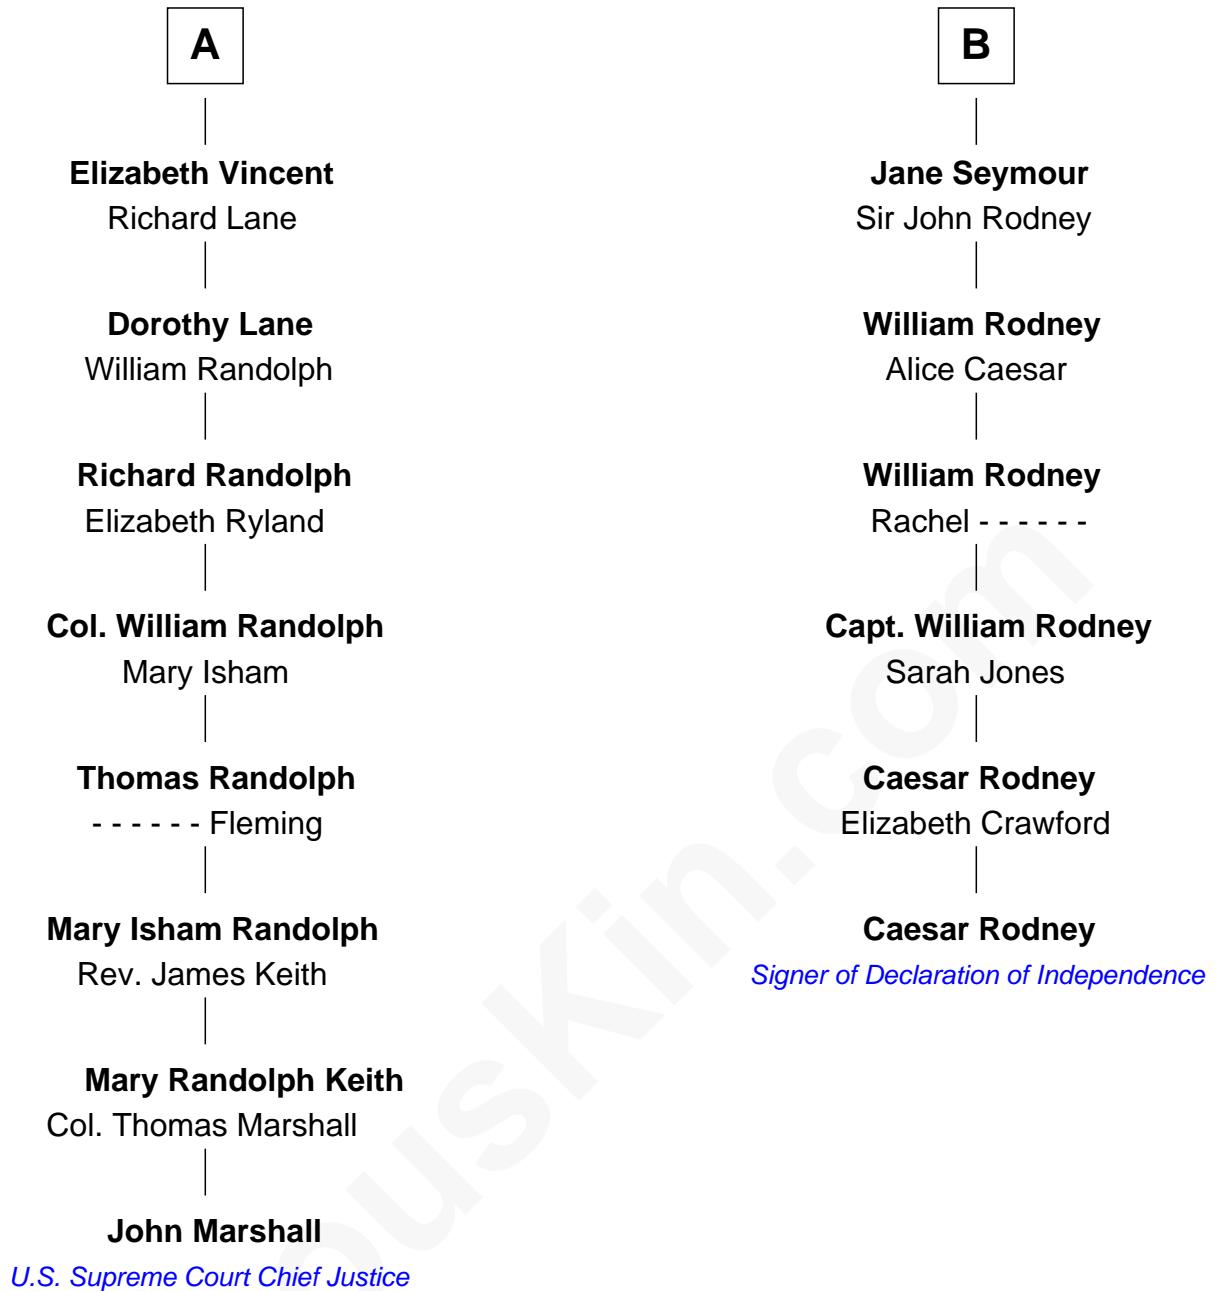 A
Elizabeth Vincent
Richard Lane
Dorothy Lane
William Randolph
Richard Randolph
Elizabeth Ryland
Col. William Randolph
Mary Isham
Thomas Randolph
- - - - - - Fleming
Mary Isham Randolph
Rev. James Keith
Mary Randolph Keith
Col. Thomas Marshall
John Marshall
U.S. Supreme Court Chief Justice
B
Jane Seymour
Sir John Rodney
William Rodney
Alice Caesar
William Rodney
Rachel - - - - - -
Capt. William Rodney
Sarah Jones
Caesar Rodney
Elizabeth Crawford
Caesar Rodney
Signer of Declaration of Independence
ousKin.com